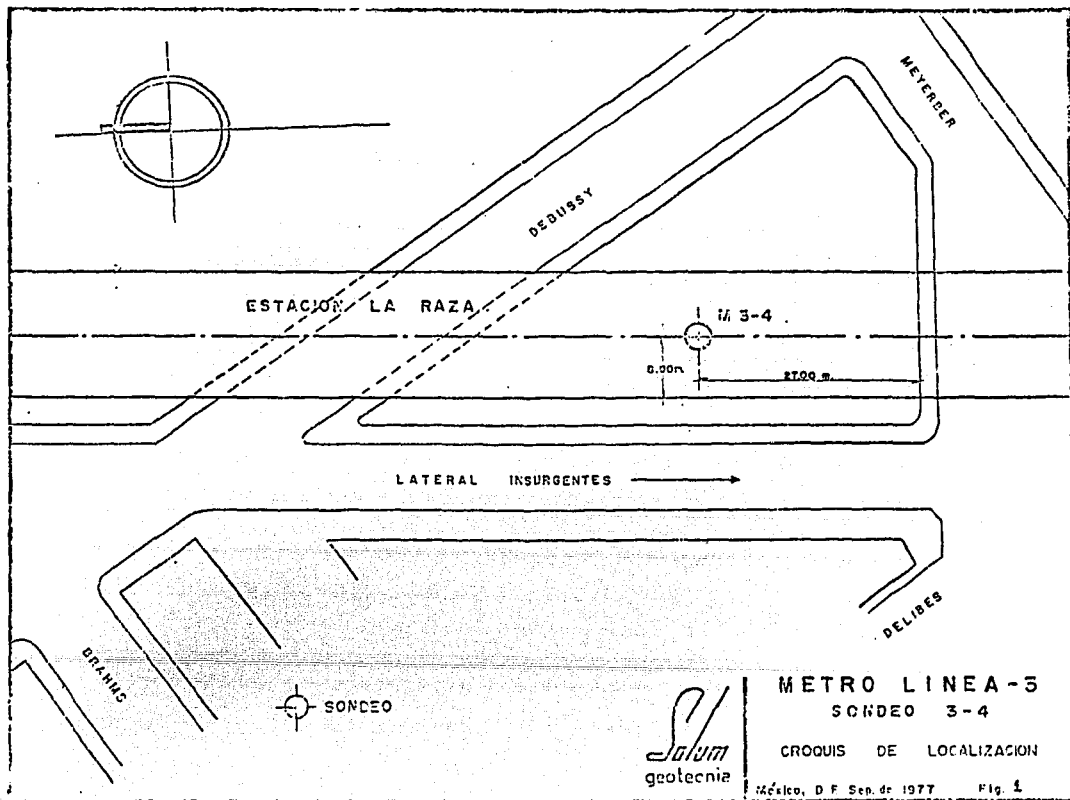 MEYERBER
DEBUSSY
ESTACION LA RAZA
M 3-4
8.00m
27.00 m.
LATERAL INSURGENTES
DELIBES
BRAHMS
SONDEO
Solum
geotecnia
METRO LINEA-3
SONDEO 3-4
CROQUIS DE LOCALIZACION
México, D F Sep. de 1977 Fig. 1